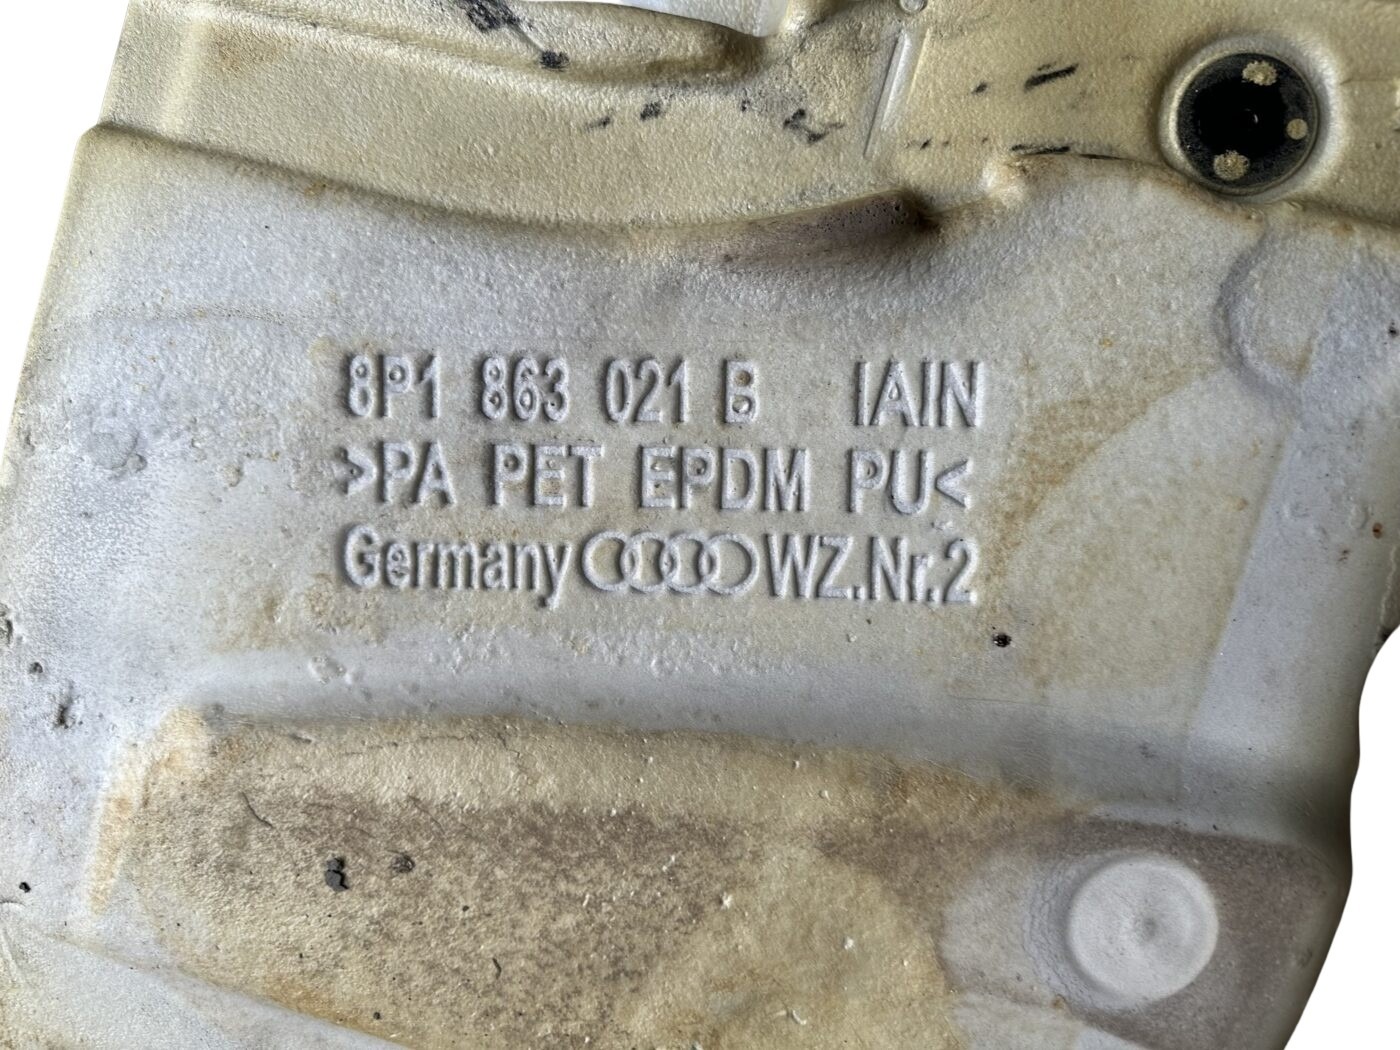 8P1 863 021 B IAIN
>PA PET EPDM PU<
Germany WZ.Nr.2